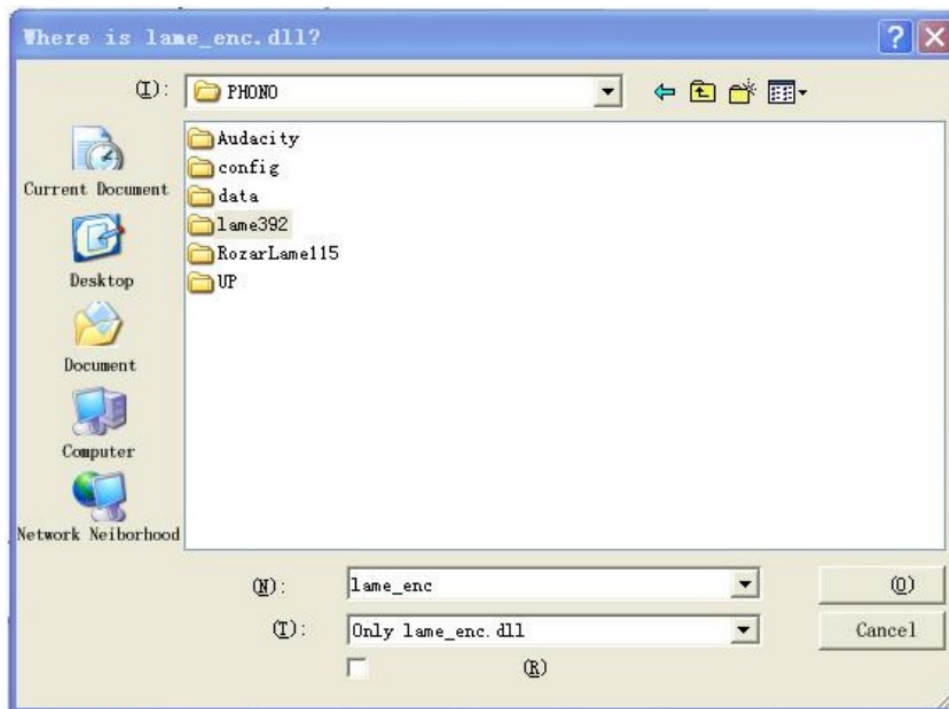 Where is lame_enc.dll?
(I):
PHONO
Audacity
config
data
lame392
RozarLame115
UP
Current Document
Desktop
Document
Computer
Network Neiborhood
(N):
lame_enc
(O)
(T):
Only lame_enc.dll
Cancel
(R)